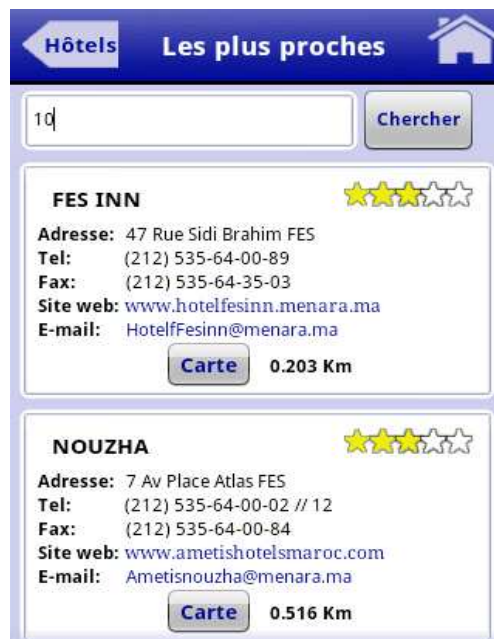 Hôtels Les plus proches
10 Chercher
FES INN
Adresse: 47 Rue Sidi Brahim FES
Tel: (212) 535-64-00-89
Fax: (212) 535-64-35-03
Site web: www.hotelfesinn.menara.ma
E-mail: HotelfFesinn@menara.ma
Carte 0.203 Km
NOUZHA
Adresse: 7 Av Place Atlas FES
Tel: (212) 535-64-00-02 // 12
Fax: (212) 535-64-00-84
Site web: www.ametishotelsmaroc.com
E-mail: Ametisnouzha@menara.ma
Carte 0.516 Km